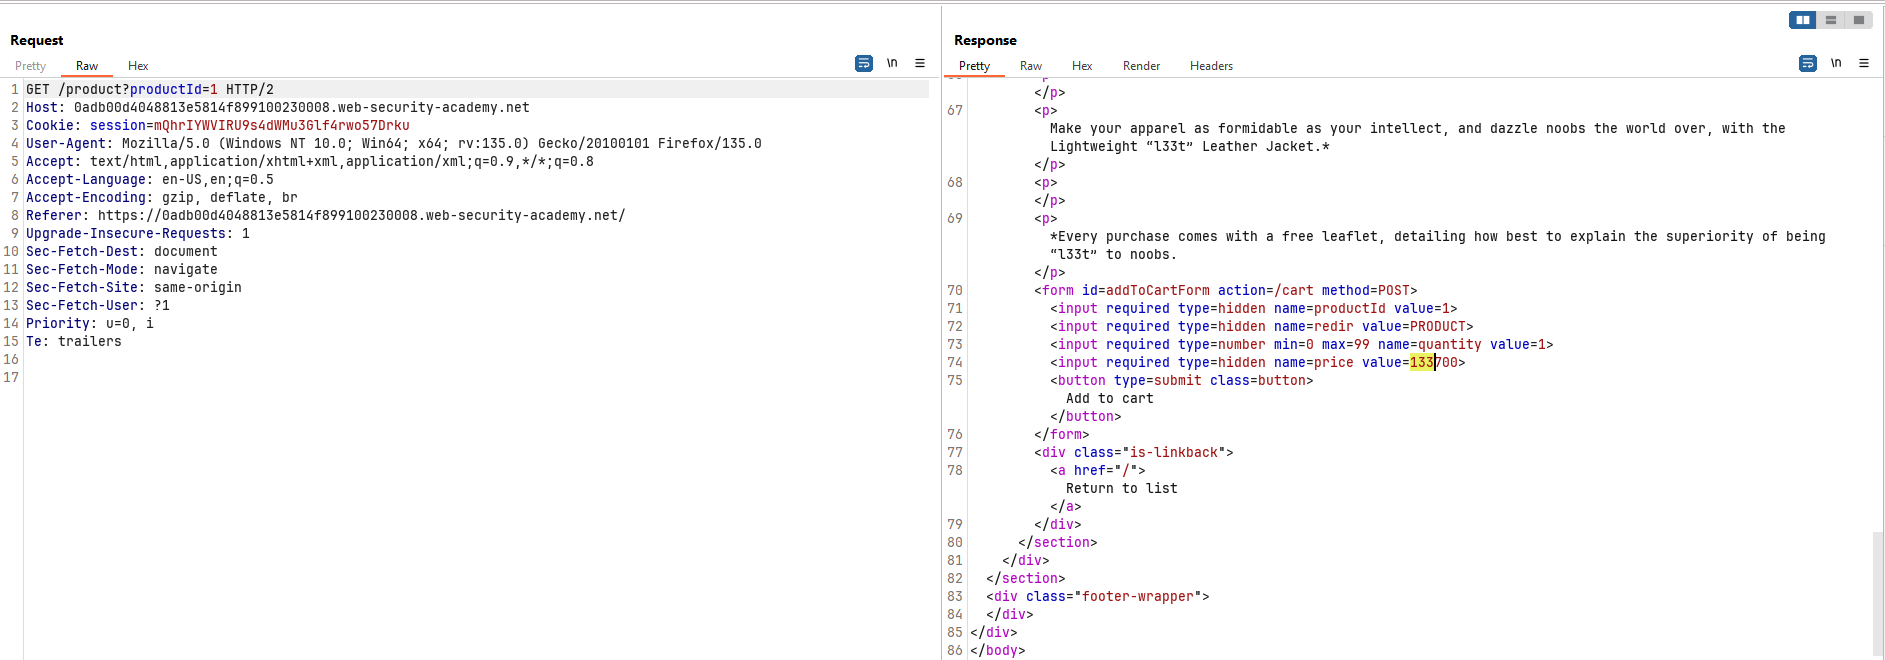 Request
Pretty Raw Hex
\n
1 GET /product?productId=1 HTTP/2
2 Host: 0adb00d4048813e5814f899100230008.web-security-academy.net
3 Cookie: session=mQhrIYWVIRU9s4dWMu3Glf4rwo57Drku
4 User-Agent: Mozilla/5.0 (Windows NT 10.0; Win64; x64; rv:135.0) Gecko/20100101 Firefox/135.0
5 Accept: text/html,application/xhtml+xml,application/xml;q=0.9,*/*;q=0.8
6 Accept-Language: en-US,en;q=0.5
7 Accept-Encoding: gzip, deflate, br
8 Referer: https://0adb00d4048813e5814f899100230008.web-security-academy.net/
9 Upgrade-Insecure-Requests: 1
10 Sec-Fetch-Dest: document
11 Sec-Fetch-Mode: navigate
12 Sec-Fetch-Site: same-origin
13 Sec-Fetch-User: ?1
14 Priority: u=0, i
15 Te: trailers
16
17
Response
Pretty Raw Hex Render Headers
\n
</p>
67 <p>
Make your apparel as formidable as your intellect, and dazzle noobs the world over, with the
Lightweight “l33t” Leather Jacket.*
</p>
68 <p>
</p>
69 <p>
*Every purchase comes with a free leaflet, detailing how best to explain the superiority of being
“l33t” to noobs.
</p>
70 <form id=addToCartForm action=/cart method=POST>
71 <input required type=hidden name=productId value=1>
72 <input required type=hidden name=redir value=PRODUCT>
73 <input required type=number min=0 max=99 name=quantity value=1>
74 <input required type=hidden name=price value=133700>
75 <button type=submit class=button>
Add to cart
</button>
76 </form>
77 <div class="is-linkback">
78 <a href="/">
Return to list
</a>
79 </div>
80 </section>
81 </div>
82 </section>
83 <div class="footer-wrapper">
84 </div>
85 </div>
86 </body>